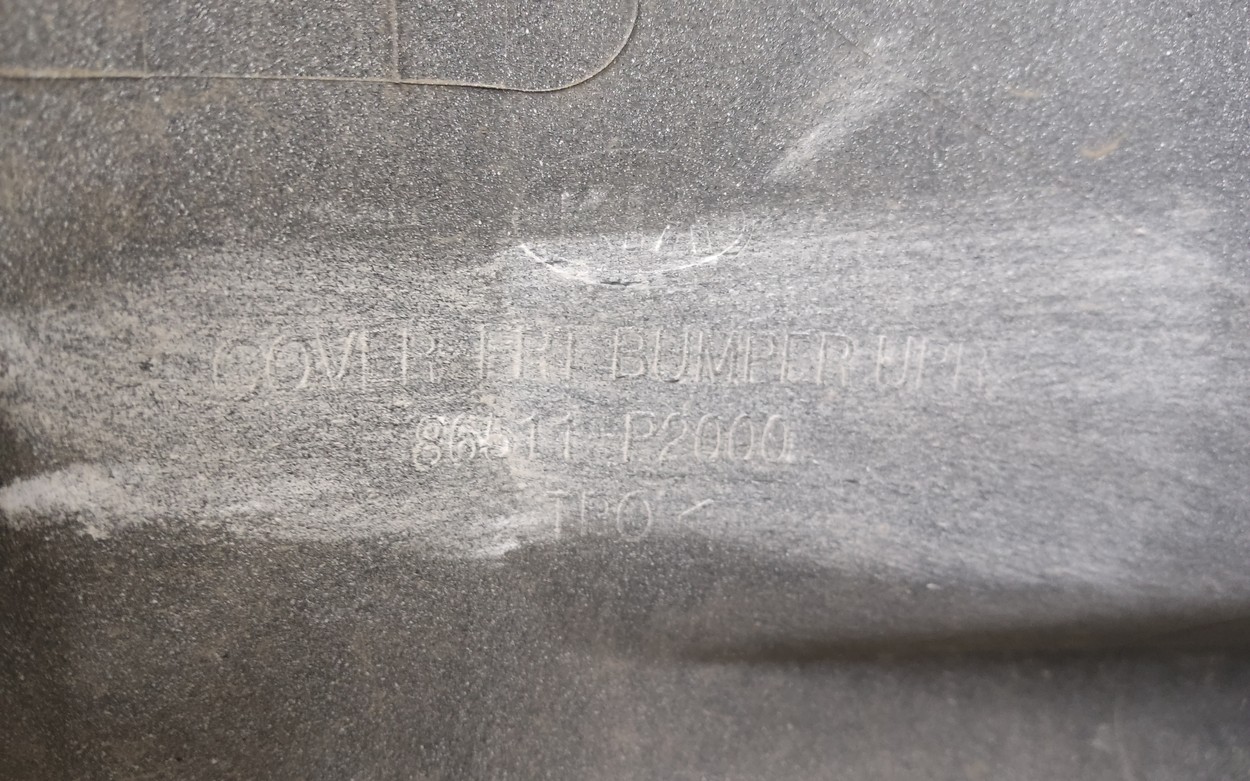 COVER FRT BUMPER UPR
86511-P2000
TPO <